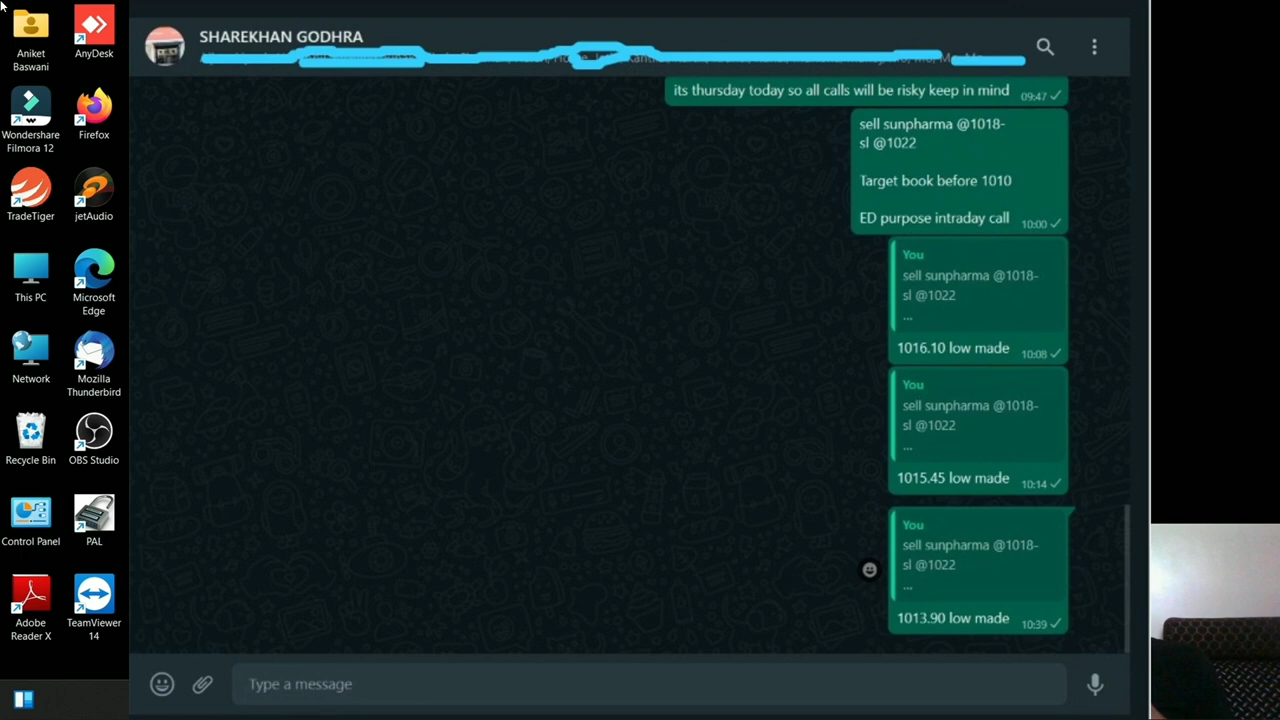 Aniket
Baswani
AnyDesk
Wondershare
Filmora 12
Firefox
TradeTiger
jetAudio
This PC
Microsoft
Edge
Network
Mozilla
Thunderbird
Recycle Bin
OBS Studio
Control Panel
PAL
Adobe
Reader X
TeamViewer
14
SHAREKHAN GODHRA
its thursday today so all calls will be risky keep in mind
09:47
sell sunpharma @1018-
sl @1022
Target book before 1010
ED purpose intraday call
10:00
You
sell sunpharma @1018-
sl @1022
...
1016.10 low made
10:08
You
sell sunpharma @1018-
sl @1022
...
1015.45 low made
10:14
You
sell sunpharma @1018-
sl @1022
...
1013.90 low made
10:39
Type a message